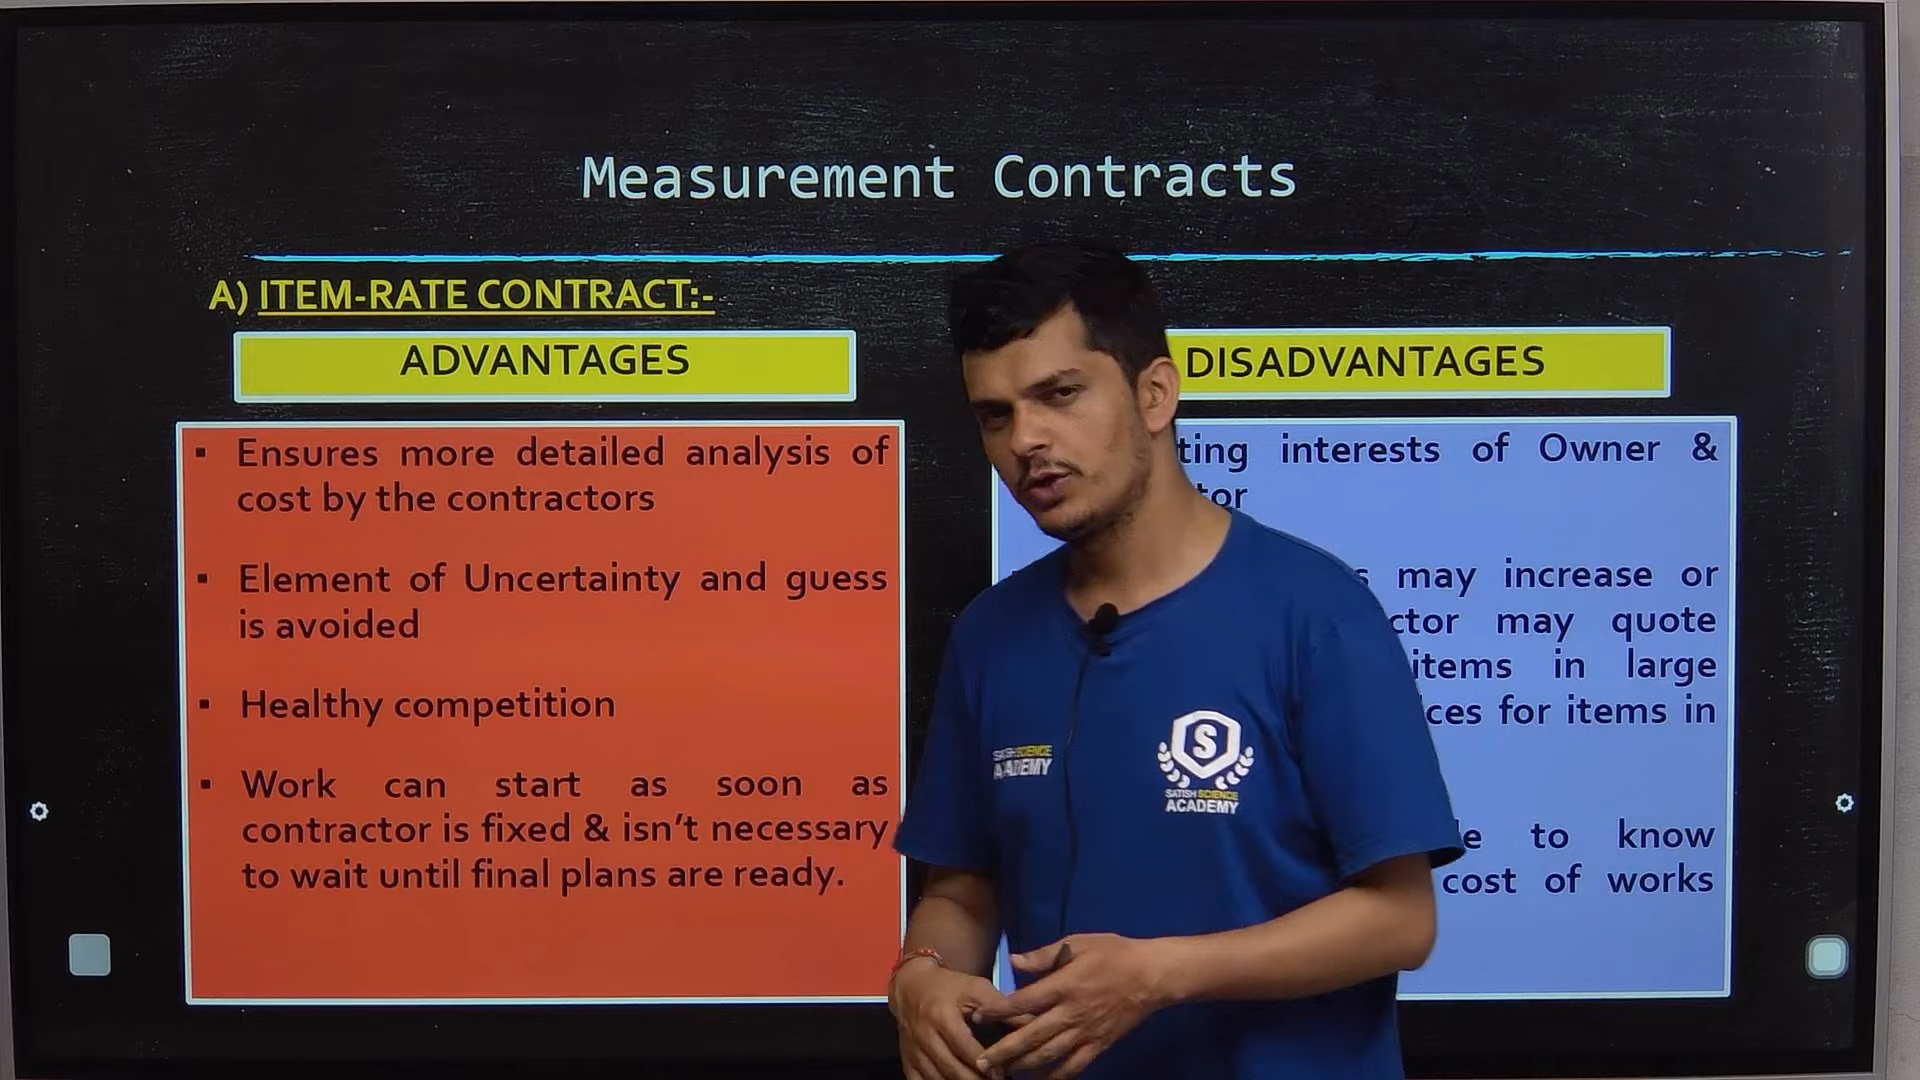 Measurement Contracts
A) ITEM-RATE CONTRACT:-
ADVANTAGES
▪ Ensures more detailed analysis of
cost by the contractors
▪ Element of Uncertainty and guess
is avoided
▪ Healthy competition
▪ Work can start as soon as
contractor is fixed & isn't necessary
to wait until final plans are ready.
DISADVANTAGES
interests of Owner &
may increase or
may quote
items in large
for items in
to know
cost of works
SATISH SCIENCE
ACADEMY
S
SATISH SCIENCE
ACADEMY